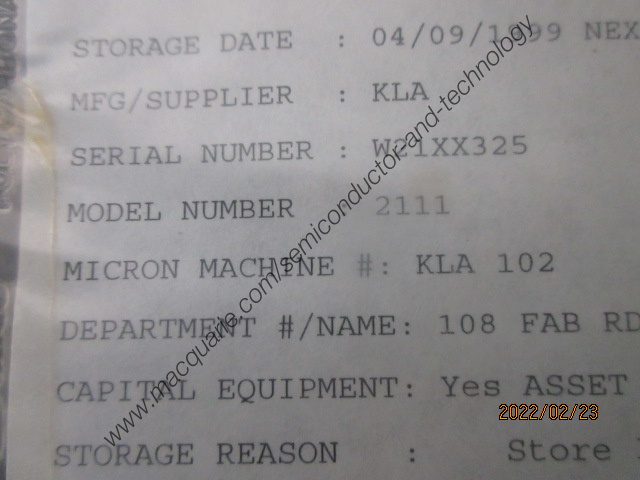 STORAGE DATE : 04/09/1999 NEX
MFG/SUPPLIER : KLA
SERIAL NUMBER : W21XX325
MODEL NUMBER 2111
MICRON MACHINE #: KLA 102
DEPARTMENT #/NAME: 108 FAB RD
CAPITAL EQUIPMENT: Yes ASSET
STORAGE REASON : Store
www.macquarie.com/semiconductor-and-technology
2022/02/23